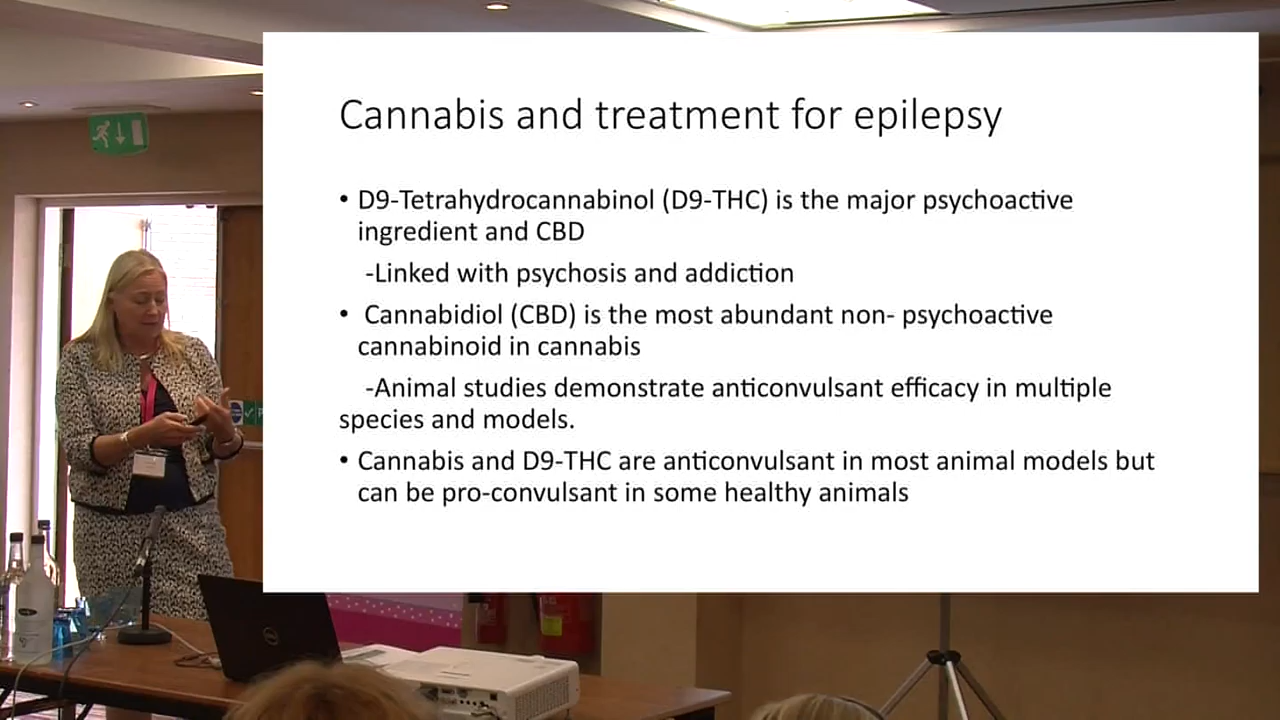 Cannabis and treatment for epilepsy
• D9-Tetrahydrocannabinol (D9-THC) is the major psychoactive
ingredient and CBD
-Linked with psychosis and addiction
• Cannabidiol (CBD) is the most abundant non- psychoactive
cannabinoid in cannabis
-Animal studies demonstrate anticonvulsant efficacy in multiple
species and models.
• Cannabis and D9-THC are anticonvulsant in most animal models but
can be pro-convulsant in some healthy animals
DELL